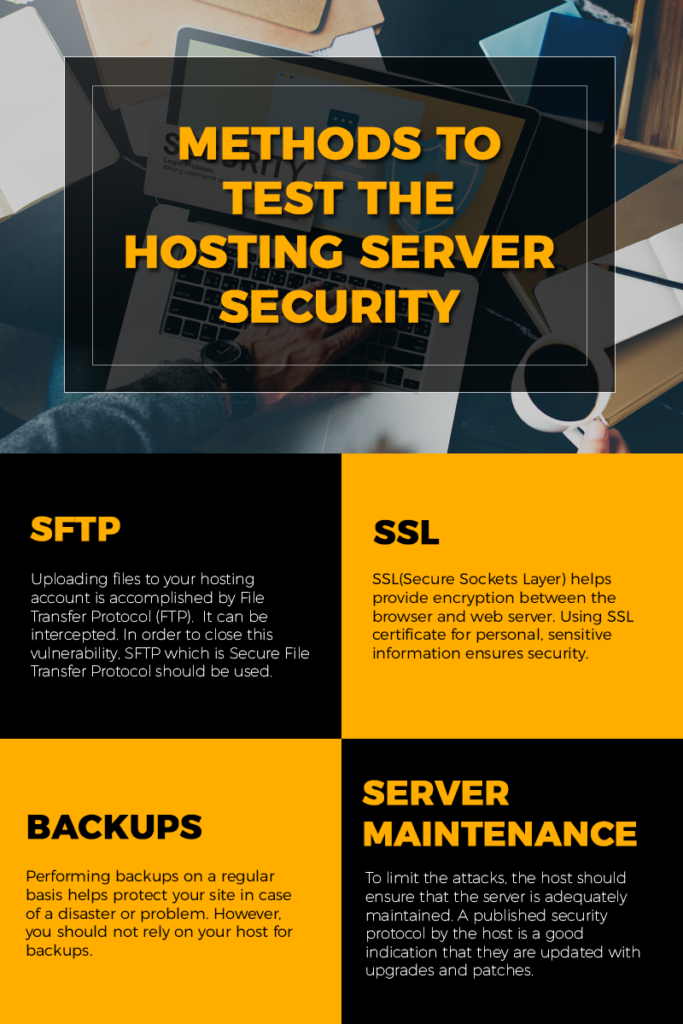 METHODS TO
TEST THE
HOSTING SERVER
SECURITY
SECURITY
Login Problem,
SFTP
Uploading files to your hosting
account is accomplished by File
Transfer Protocol (FTP).  It can be
intercepted. In order to close this
vulnerability, SFTP which is Secure File
Transfer Protocol should be used.
SSL
SSL(Secure Sockets Layer) helps
provide encryption between the
browser and web server. Using SSL
certificate for personal, sensitive
information ensures security.
BACKUPS
Performing backups on a regular
basis helps protect your site in case
of a disaster or problem. However,
you should not rely on your host for
backups.
SERVER
MAINTENANCE
To limit the attacks, the host should
ensure that the server is adequately
maintained. A published security
protocol by the host is a good
indication that they are updated with
upgrades and patches.